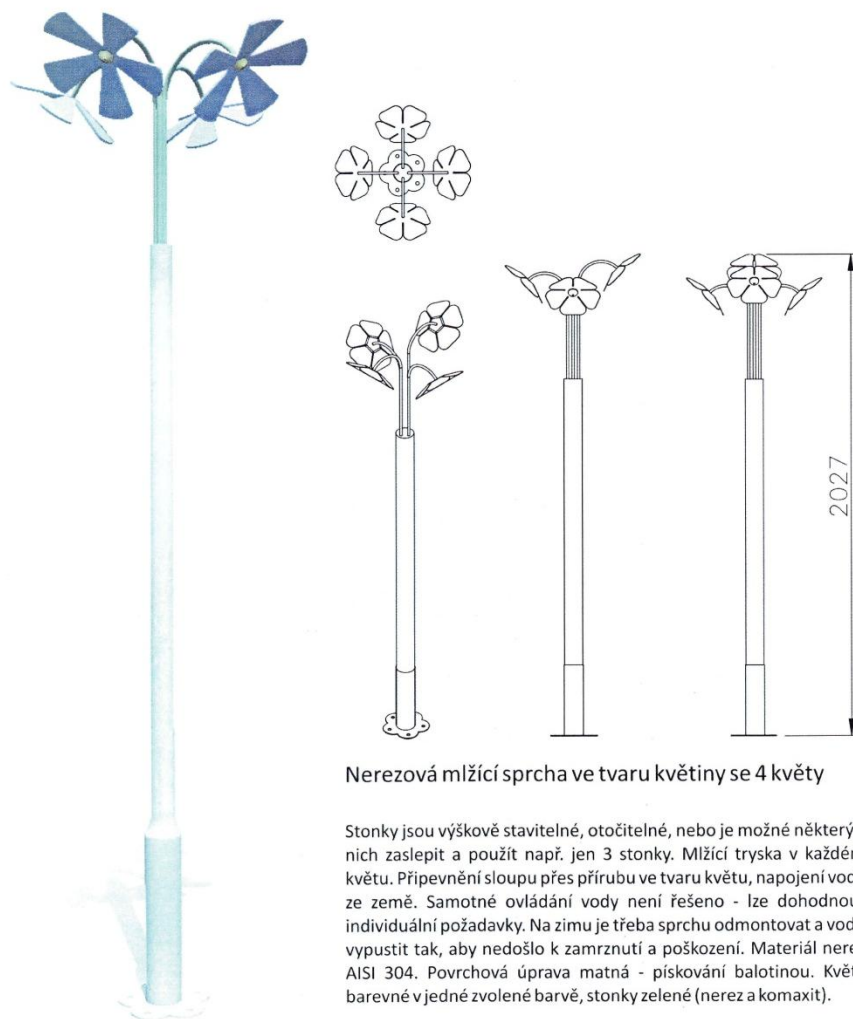 2027
Nerezová mlžící sprcha ve tvaru květiny se 4 květy
Stonky jsou výškově stavitelné, otočitelné, nebo je možné některý
nich zaslepit a použít např. jen 3 stonky. Mlžící tryska v každér
květu. Připevnění sloupu přes přírubu ve tvaru květu, napojení vod
ze země. Samotné ovládání vody není řešeno - lze dohodnou
individuální požadavky. Na zimu je třeba sprchu odmontovat a vod
vypustit tak, aby nedošlo k zamrznutí a poškození. Materiál nere
AISI 304. Povrchová úprava matná - pískování balotinou. Květ
barevné v jedné zvolené barvě, stonky zelené (nerez a komaxit).